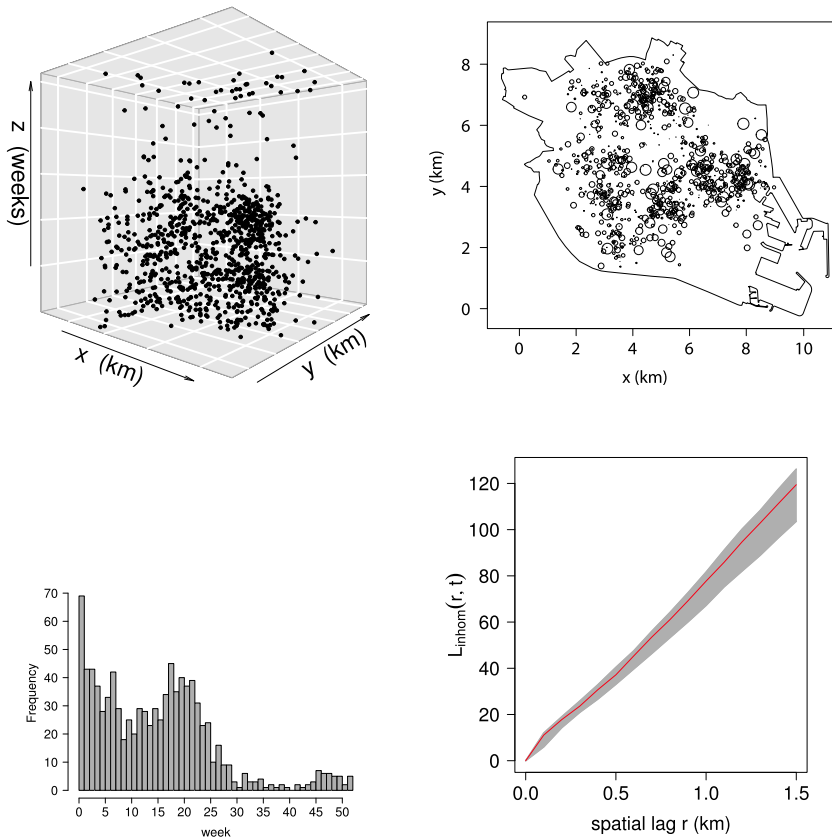 z (weeks)
x (km)
y (km)
8
6
4
2
0
y (km)
0 2 4 6 8 10
x (km)
70
60
50
40
30
20
10
0
Frequency
0 5 10 15 20 25 30 35 40 45 50
week
120
100
80
60
40
20
0
L_inhom(r, t)
0.0 0.5 1.0 1.5
spatial lag r (km)